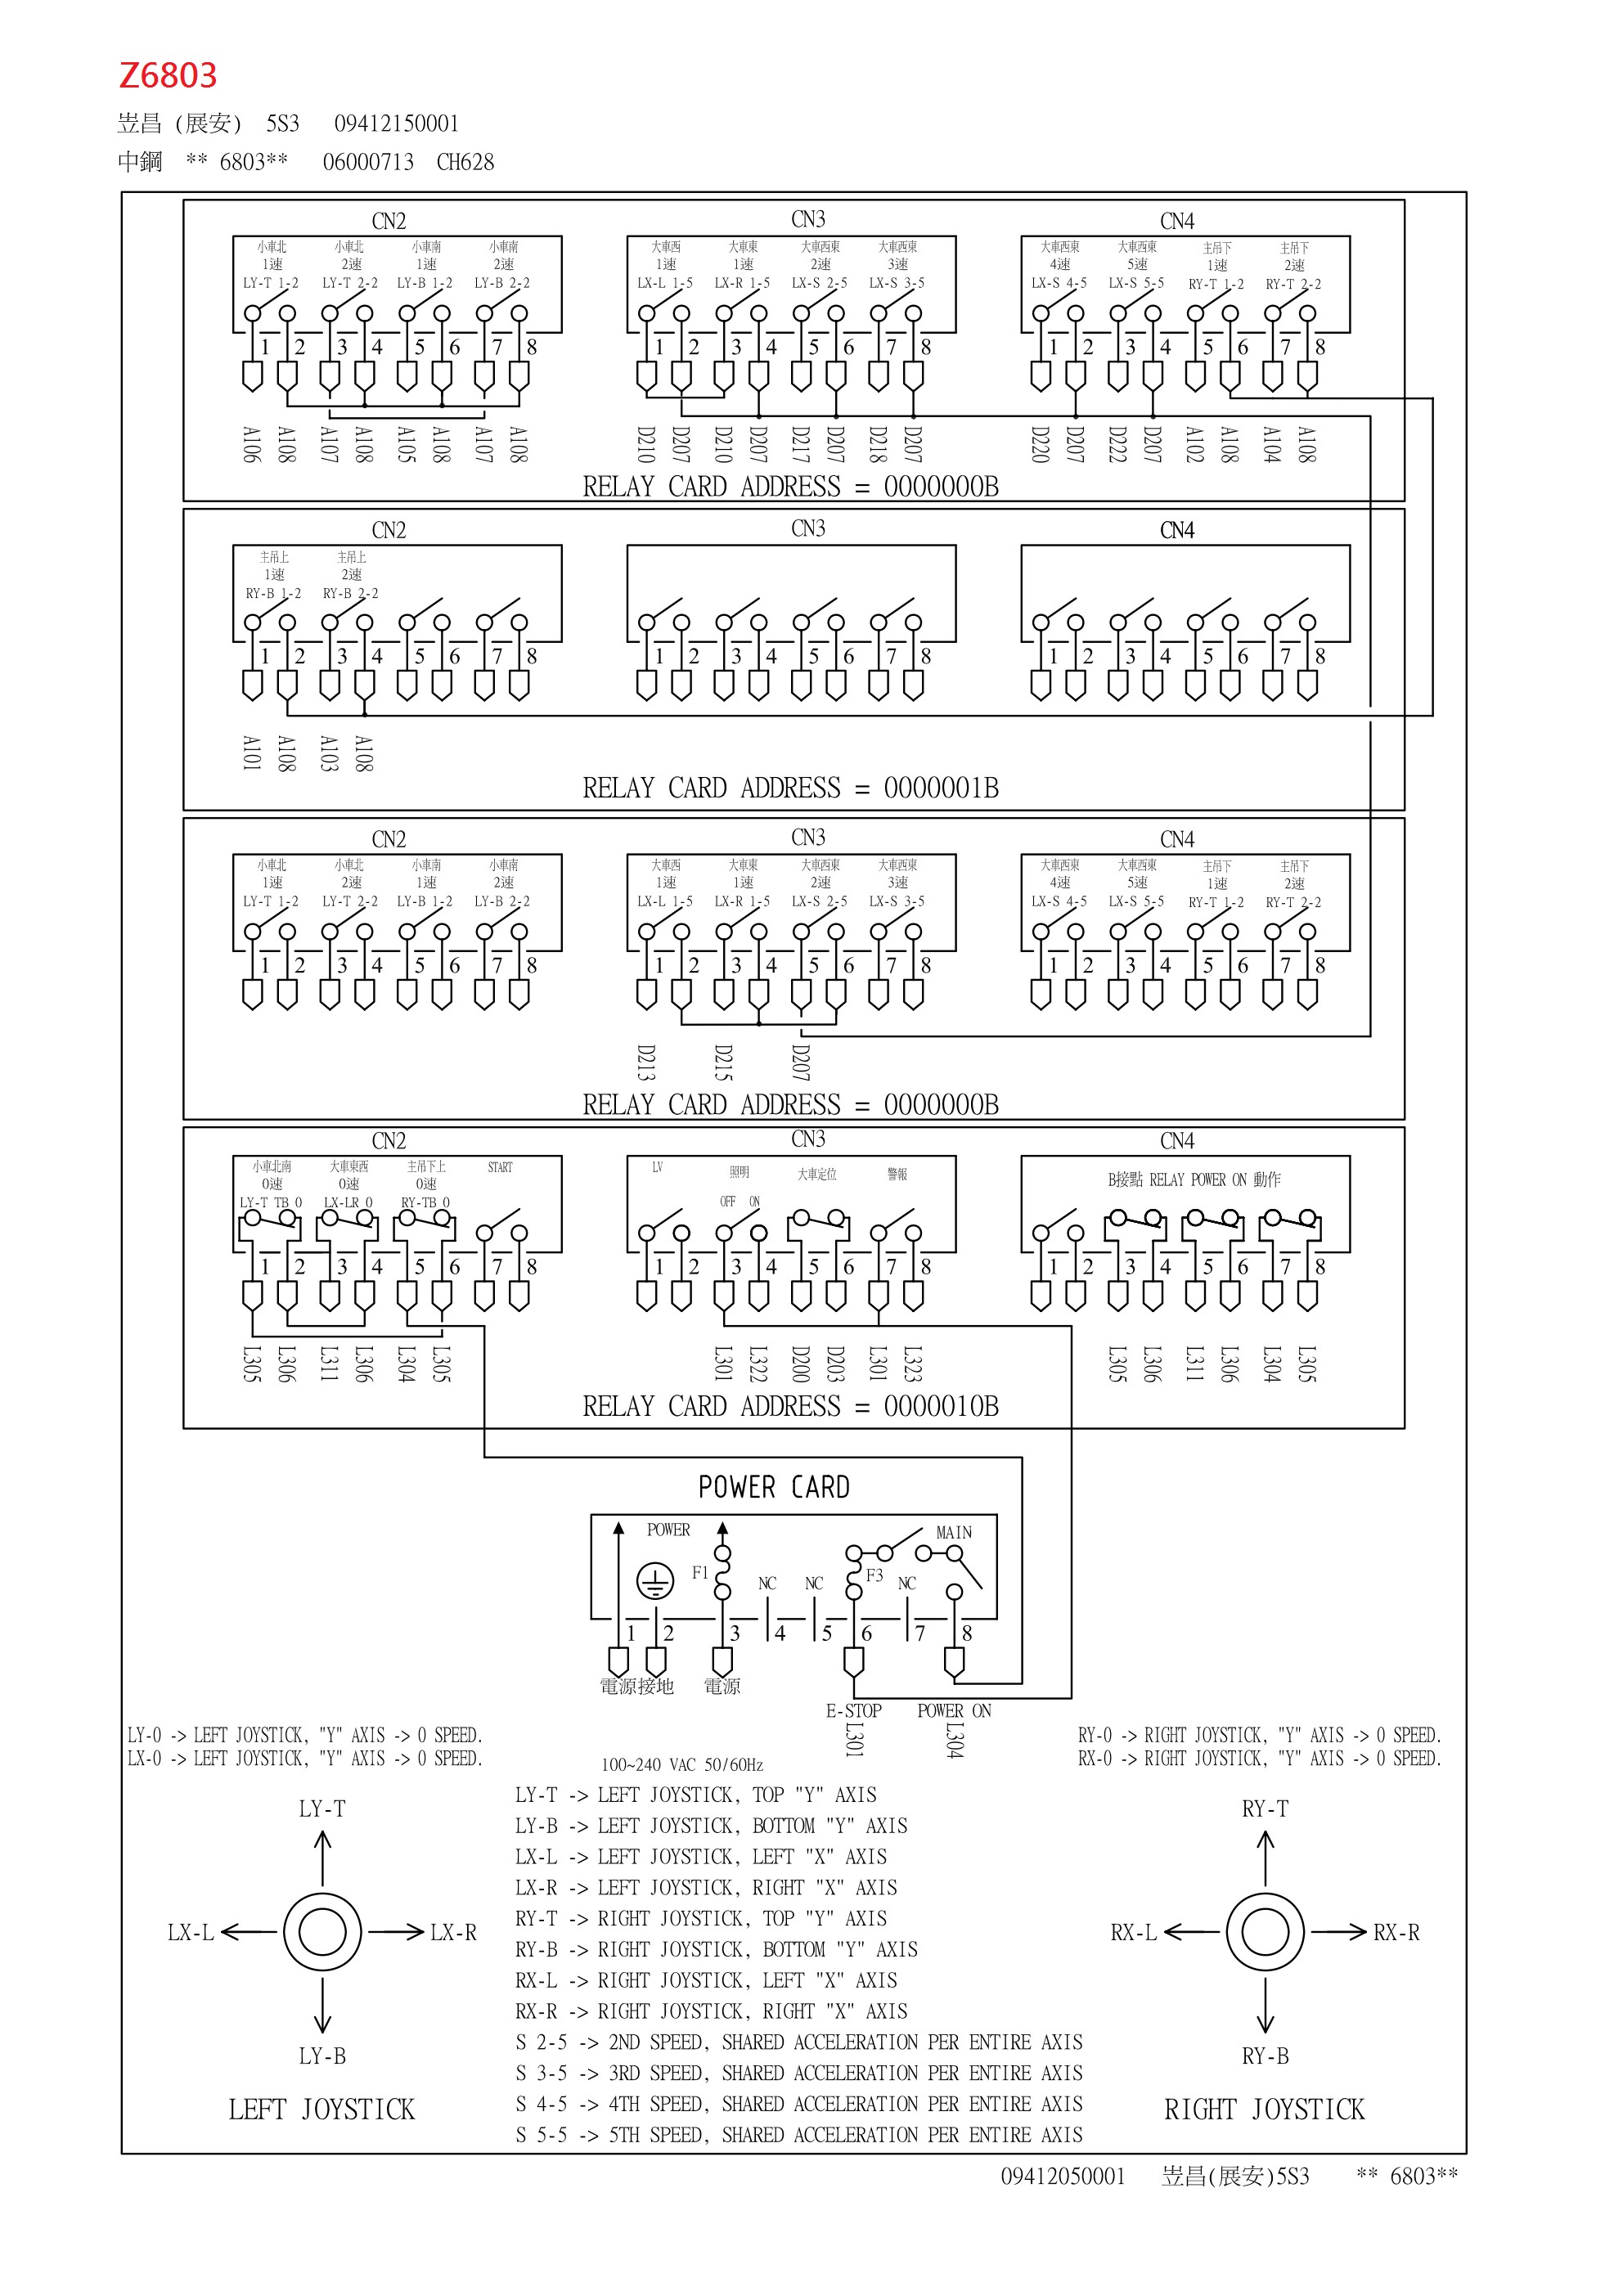 Z6803
岦昌 (展安) 5S3 09412150001
中鋼 ** 6803** 06000713 CH628
CN2 CN3 CN4
小車北 小車北 小車南 小車南 大車西 大車東 大車西東 大車西東 大車西東 大車西東 主吊下 主吊下
1速 2速 1速 2速 1速 1速 2速 3速 4速 5速 1速 2速
LY-T 1-2 LY-T 2-2 LY-B 1-2 LY-B 2-2 LX-L 1-5 LX-R 1-5 LX-S 2-5 LX-S 3-5 LX-S 4-5 LX-S 5-5 RY-T 1-2 RY-T 2-2
1 2 3 4 5 6 7 8 1 2 3 4 5 6 7 8 1 2 3 4 5 6 7 8
A106 A108 A107 A108 A105 A108 A107 A108 D210 D207 D210 D207 D217 D207 D218 D207 D220 D207 D222 D207 A102 A108 A104 A108
RELAY CARD ADDRESS = 0000000B
CN2 CN3 CN4
主吊上 主吊上
1速 2速
RY-B 1-2 RY-B 2-2
1 2 3 4 5 6 7 8 1 2 3 4 5 6 7 8 1 2 3 4 5 6 7 8
A101 A108 A103 A108
RELAY CARD ADDRESS = 0000001B
CN2 CN3 CN4
小車北 小車北 小車南 小車南 大車西 大車東 大車西東 大車西東 大車西東 大車西東 主吊下 主吊下
1速 2速 1速 2速 1速 1速 2速 3速 4速 5速 1速 2速
LY-T 1-2 LY-T 2-2 LY-B 1-2 LY-B 2-2 LX-L 1-5 LX-R 1-5 LX-S 2-5 LX-S 3-5 LX-S 4-5 LX-S 5-5 RY-T 1-2 RY-T 2-2
1 2 3 4 5 6 7 8 1 2 3 4 5 6 7 8 1 2 3 4 5 6 7 8
D213 D215 D207
RELAY CARD ADDRESS = 0000000B
CN2 CN3 CN4
小車北南 大車東西 主吊下上 START LV 照明 大車定位 警報 B接點 RELAY POWER ON 動作
0速 0速 0速
LY-T TB 0 LX-LR 0 RY-TB 0 OFF ON
1 2 3 4 5 6 7 8 1 2 3 4 5 6 7 8 1 2 3 4 5 6 7 8
L305 L306 L311 L306 L304 L305 L301 L322 D200 D203 L301 L323 L305 L306 L311 L306 L304 L305
RELAY CARD ADDRESS = 0000010B
POWER CARD
POWER MAIN
F1 NC NC F3 NC
1 2 3 4 5 6 7 8
電源 接地 電源
E-STOP POWER ON
L301 L304
LY-0 -> LEFT JOYSTICK, "Y" AXIS -> 0 SPEED.
LX-0 -> LEFT JOYSTICK, "Y" AXIS -> 0 SPEED.
RY-0 -> RIGHT JOYSTICK, "Y" AXIS -> 0 SPEED.
RX-0 -> RIGHT JOYSTICK, "Y" AXIS -> 0 SPEED.
100~240 VAC 50/60Hz
LY-T
LX-L LX-R
LY-B
LEFT JOYSTICK
LY-T -> LEFT JOYSTICK, TOP "Y" AXIS
LY-B -> LEFT JOYSTICK, BOTTOM "Y" AXIS
LX-L -> LEFT JOYSTICK, LEFT "X" AXIS
LX-R -> LEFT JOYSTICK, RIGHT "X" AXIS
RY-T -> RIGHT JOYSTICK, TOP "Y" AXIS
RY-B -> RIGHT JOYSTICK, BOTTOM "Y" AXIS
RX-L -> RIGHT JOYSTICK, LEFT "X" AXIS
RX-R -> RIGHT JOYSTICK, RIGHT "X" AXIS
S 2-5 -> 2ND SPEED, SHARED ACCELERATION PER ENTIRE AXIS
S 3-5 -> 3RD SPEED, SHARED ACCELERATION PER ENTIRE AXIS
S 4-5 -> 4TH SPEED, SHARED ACCELERATION PER ENTIRE AXIS
S 5-5 -> 5TH SPEED, SHARED ACCELERATION PER ENTIRE AXIS
RY-T
RX-L RX-R
RY-B
RIGHT JOYSTICK
09412050001 岦昌(展安)5S3 ** 6803**